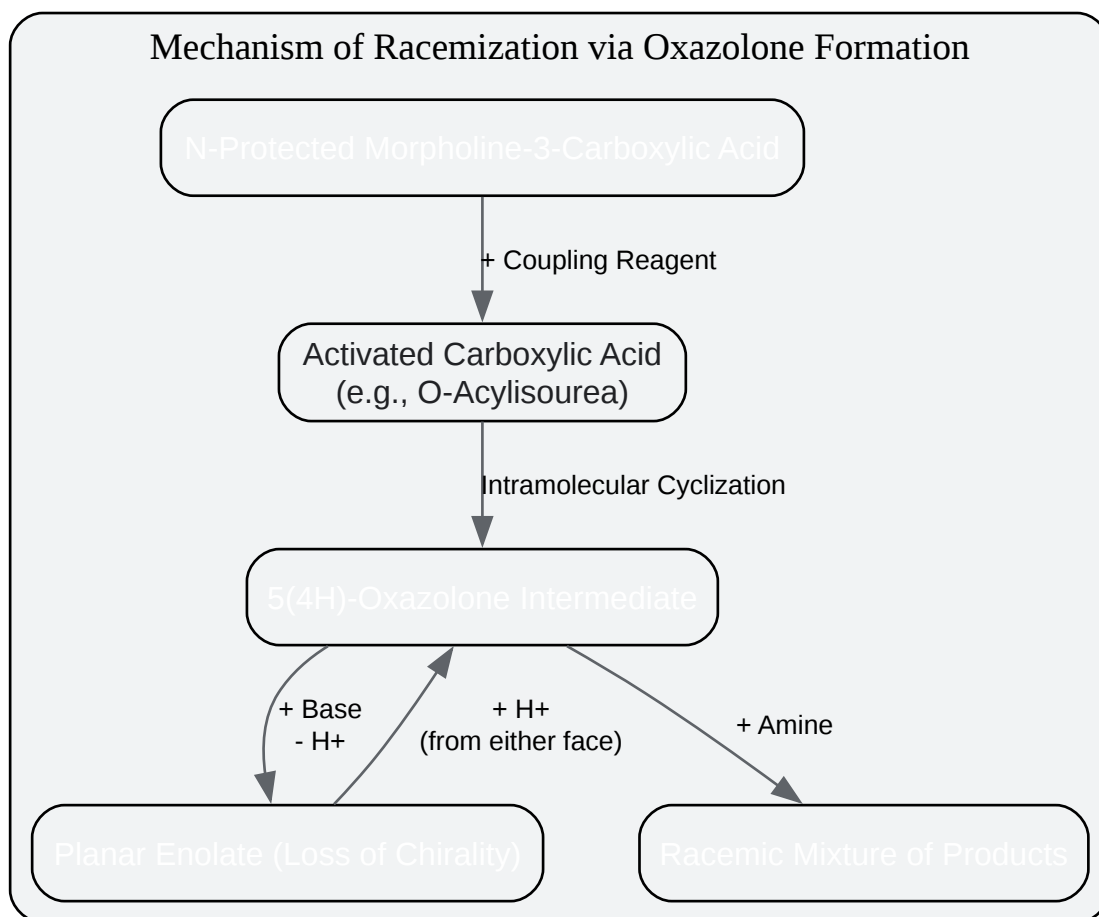 Mechanism of Racemization via Oxazolone Formation
N-Protected Morpholine-3-Carboxylic Acid
+ Coupling Reagent
Activated Carboxylic Acid
(e.g., O-Acylisourea)
Intramolecular Cyclization
5(4H)-Oxazolone Intermediate
+ Base
- H+
+ H+
(from either face)
+ Amine
Planar Enolate (Loss of Chirality)
Racemic Mixture of Products